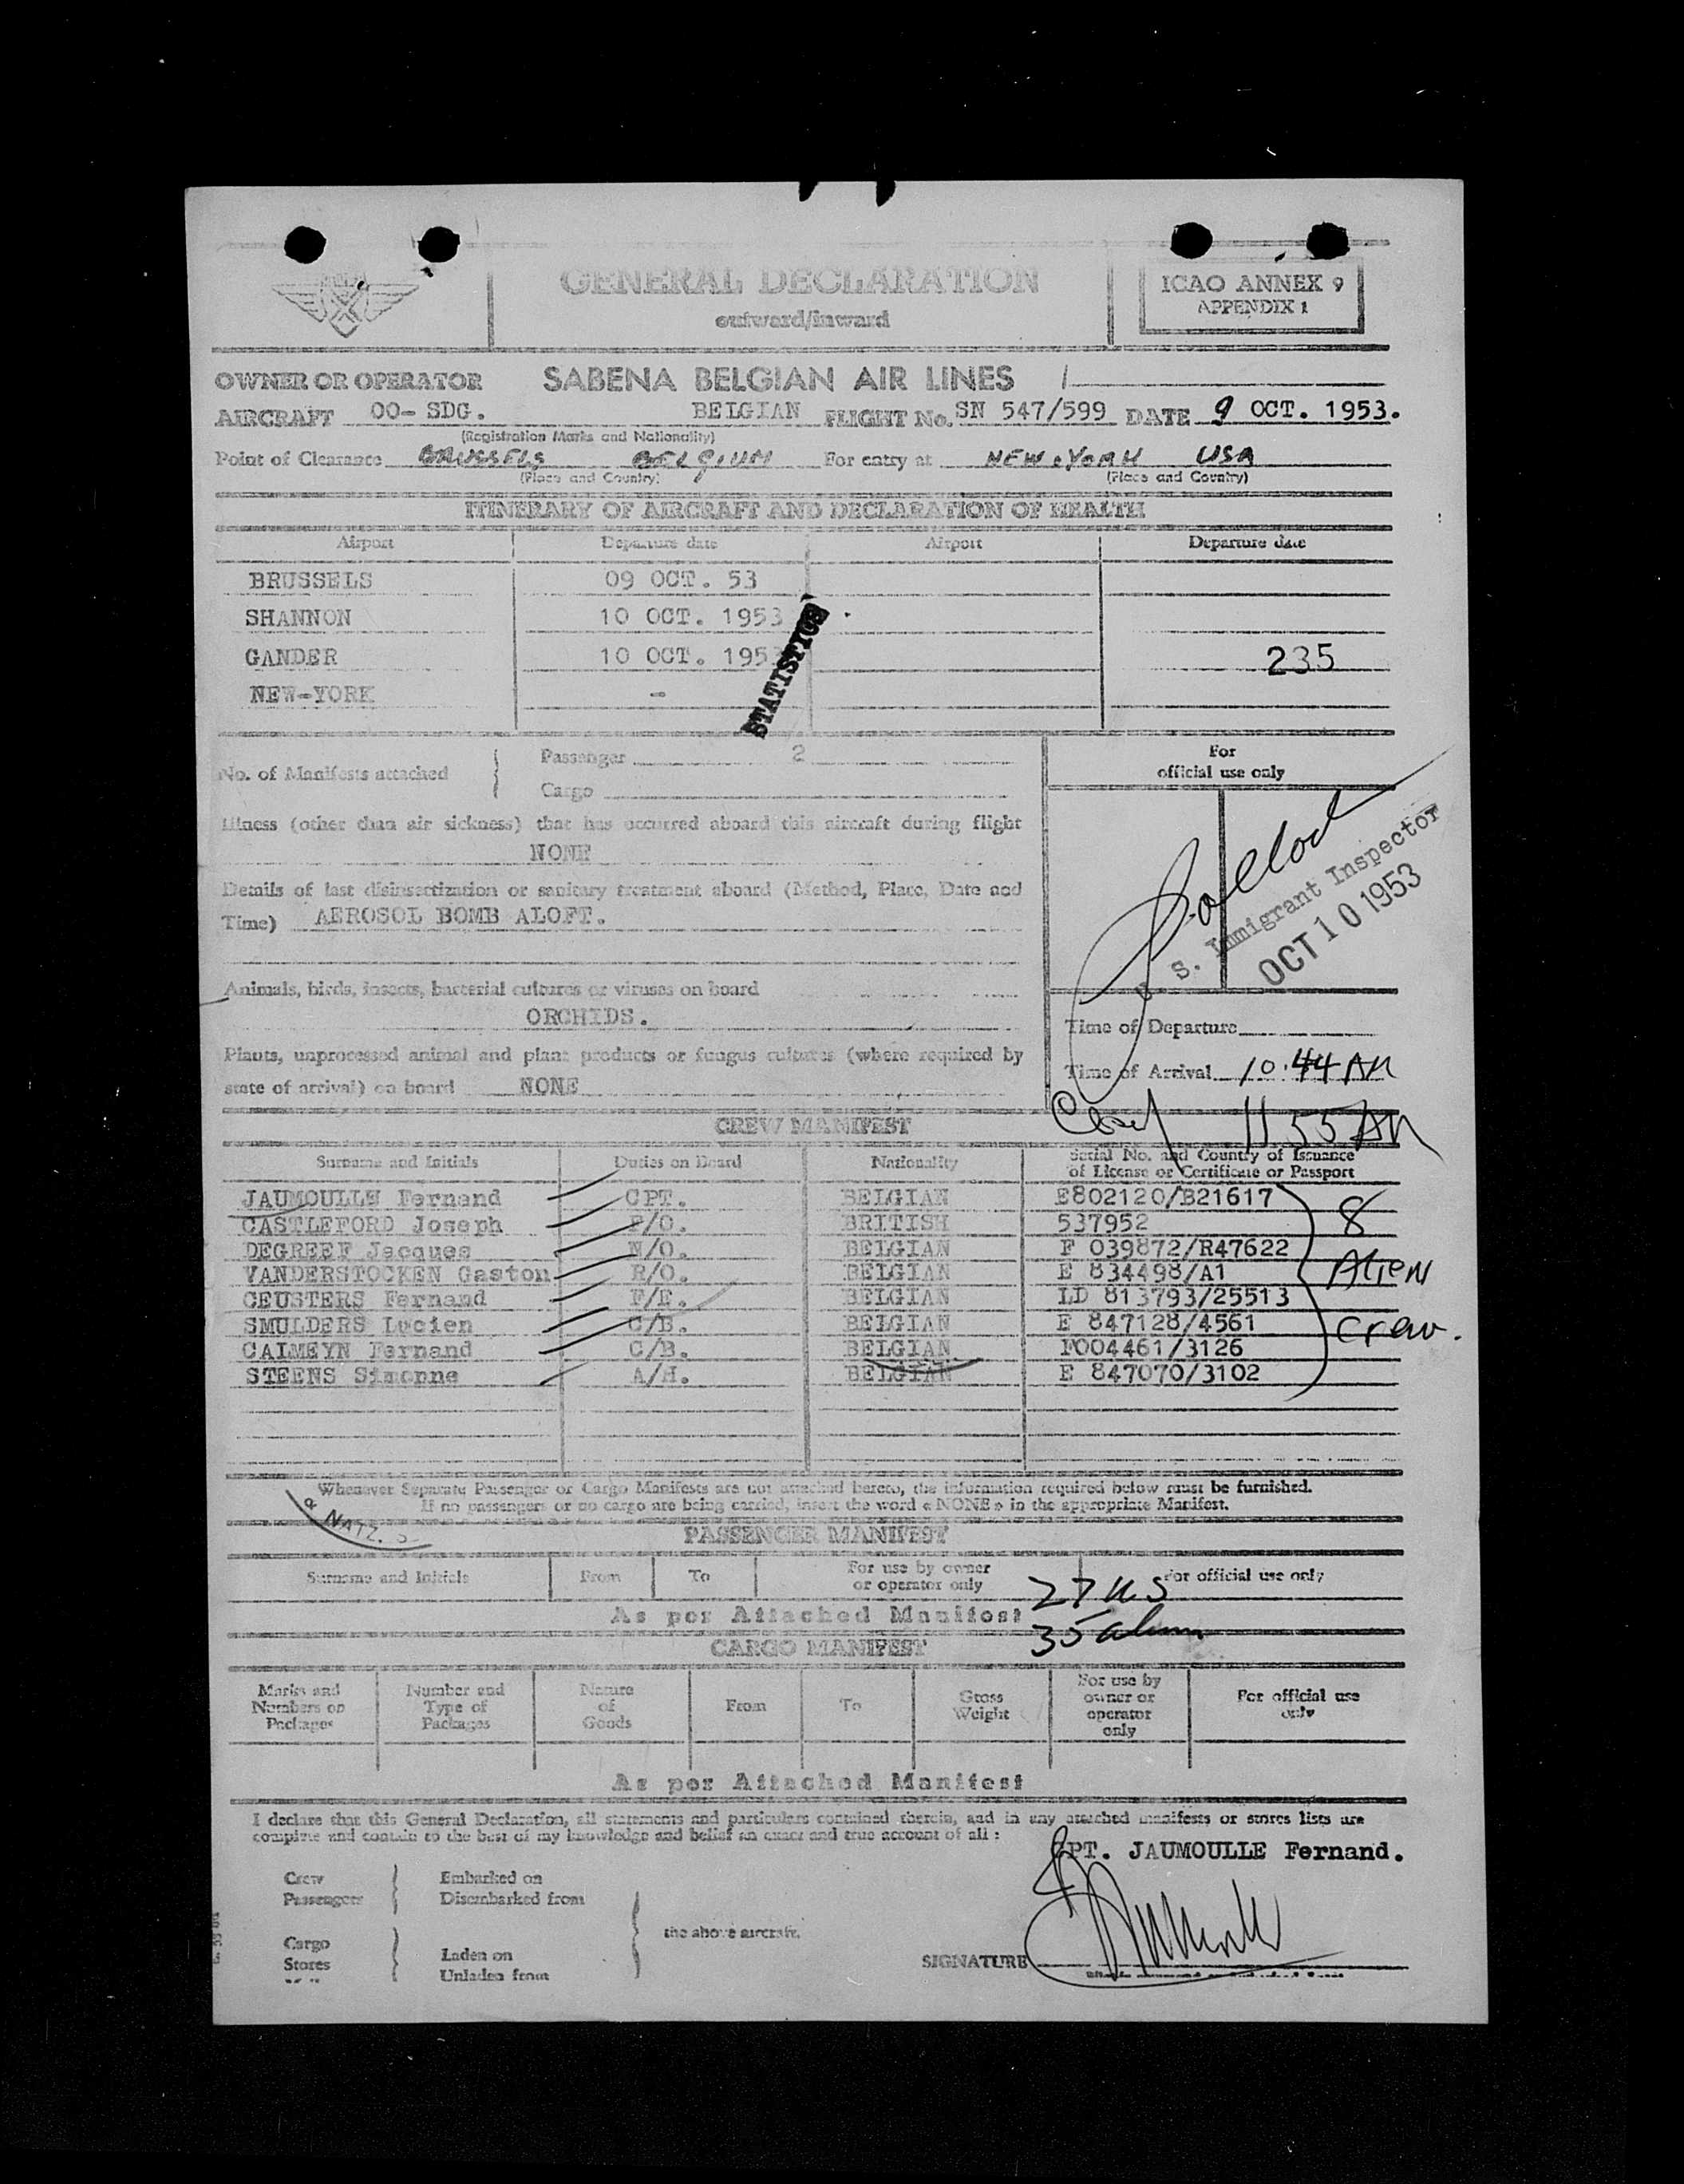 GENERAL DECLARATION
outward/inward
ICAO ANNEX 9
APPENDIX 1
OWNER OR OPERATOR SABENA BELGIAN AIR LINES
AIRCRAFT OO- SDG. BELGIAN FLIGHT No. SN 547/599 DATE 9 OCT. 1953.
(Registration Marks and Nationality)
Point of Clearance BRUSSELS BELGIUM For entry at NEW-YORK USA
(Place and Country) (Place and Country)
ITINERARY OF AIRCRAFT AND DECLARATION OF HEALTH
Airport Departure date Airport Departure date
BRUSSELS 09 OCT. 53
SHANNON 10 OCT. 1953
GANDER 10 OCT. 1953 235
NEW-YORK -
STATISTICS
No. of Manifests attached
Passenger 2
Cargo
For
official use only
Illness (other than air sickness) that has occurred aboard this aircraft during flight
NONE
Details of last disinsectization or sanitary treatment aboard (Method, Place, Date and
Time) AEROSOL BOMB ALOFT.
S. Immigrant Inspector
OCT 10 1953
Animals, birds, insects, bacterial cultures or viruses on board
ORCHIDS.
Plants, unprocessed animal and plant products or fungus cultures (where required by
state of arrival) on board NONE
Time of Departure
Time of Arrival 10.44 AM
11 55 AM
CREW MANIFEST
Surname and Initials Duties on Board Nationality Serial No. and Country of Issuance
of License or Certificate or Passport
JAUMOULLE Fernand CPT. BELGIAN E802120/B21617
CASTLEFORD Joseph P/O. BRITISH 537952
DEGREEF Jacques N/O. BELGIAN F 039872/R47622
VANDERSTOCKEN Gaston R/O. BELGIAN E 834498/A1
CEUSTERS Fernand F/E. BELGIAN LD 813793/25513
SMULDERS Lucien C/B. BELGIAN E 847128/4561
CALMEYN Fernand C/B. BELGIAN F004461/3126
STEENS Simonne A/H. BELGIAN E 847070/3102
8
Alien
Crew.
Whenever Separate Passenger or Cargo Manifests are not attached hereto, the information required below must be furnished.
If no passengers or no cargo are being carried, insert the word «NONE» in the appropriate Manifest.
& NATZ. S
PASSENGER MANIFEST
Surname and Initials From To For use by owner
or operator only
For official use only
27 US
As per Attached Manifest
35 alien
CARGO MANIFEST
Marks and
Numbers on
Packages
Number and
Type of
Packages
Nature
of
Goods
From
To
Gross
Weight
For use by
owner or
operator
only
For official use
only
As per Attached Manifest
I declare that this General Declaration, all statements and particulars contained therein, and in any attached manifests or stores lists are
complete and contain to the best of my knowledge and belief an exact and true account of all :
CPT. JAUMOULLE Fernand.
Crew
Passengers
Embarked on
Disembarked from
Cargo
Stores
Laden on
Unladen from
the above aircraft.
SIGNATURE